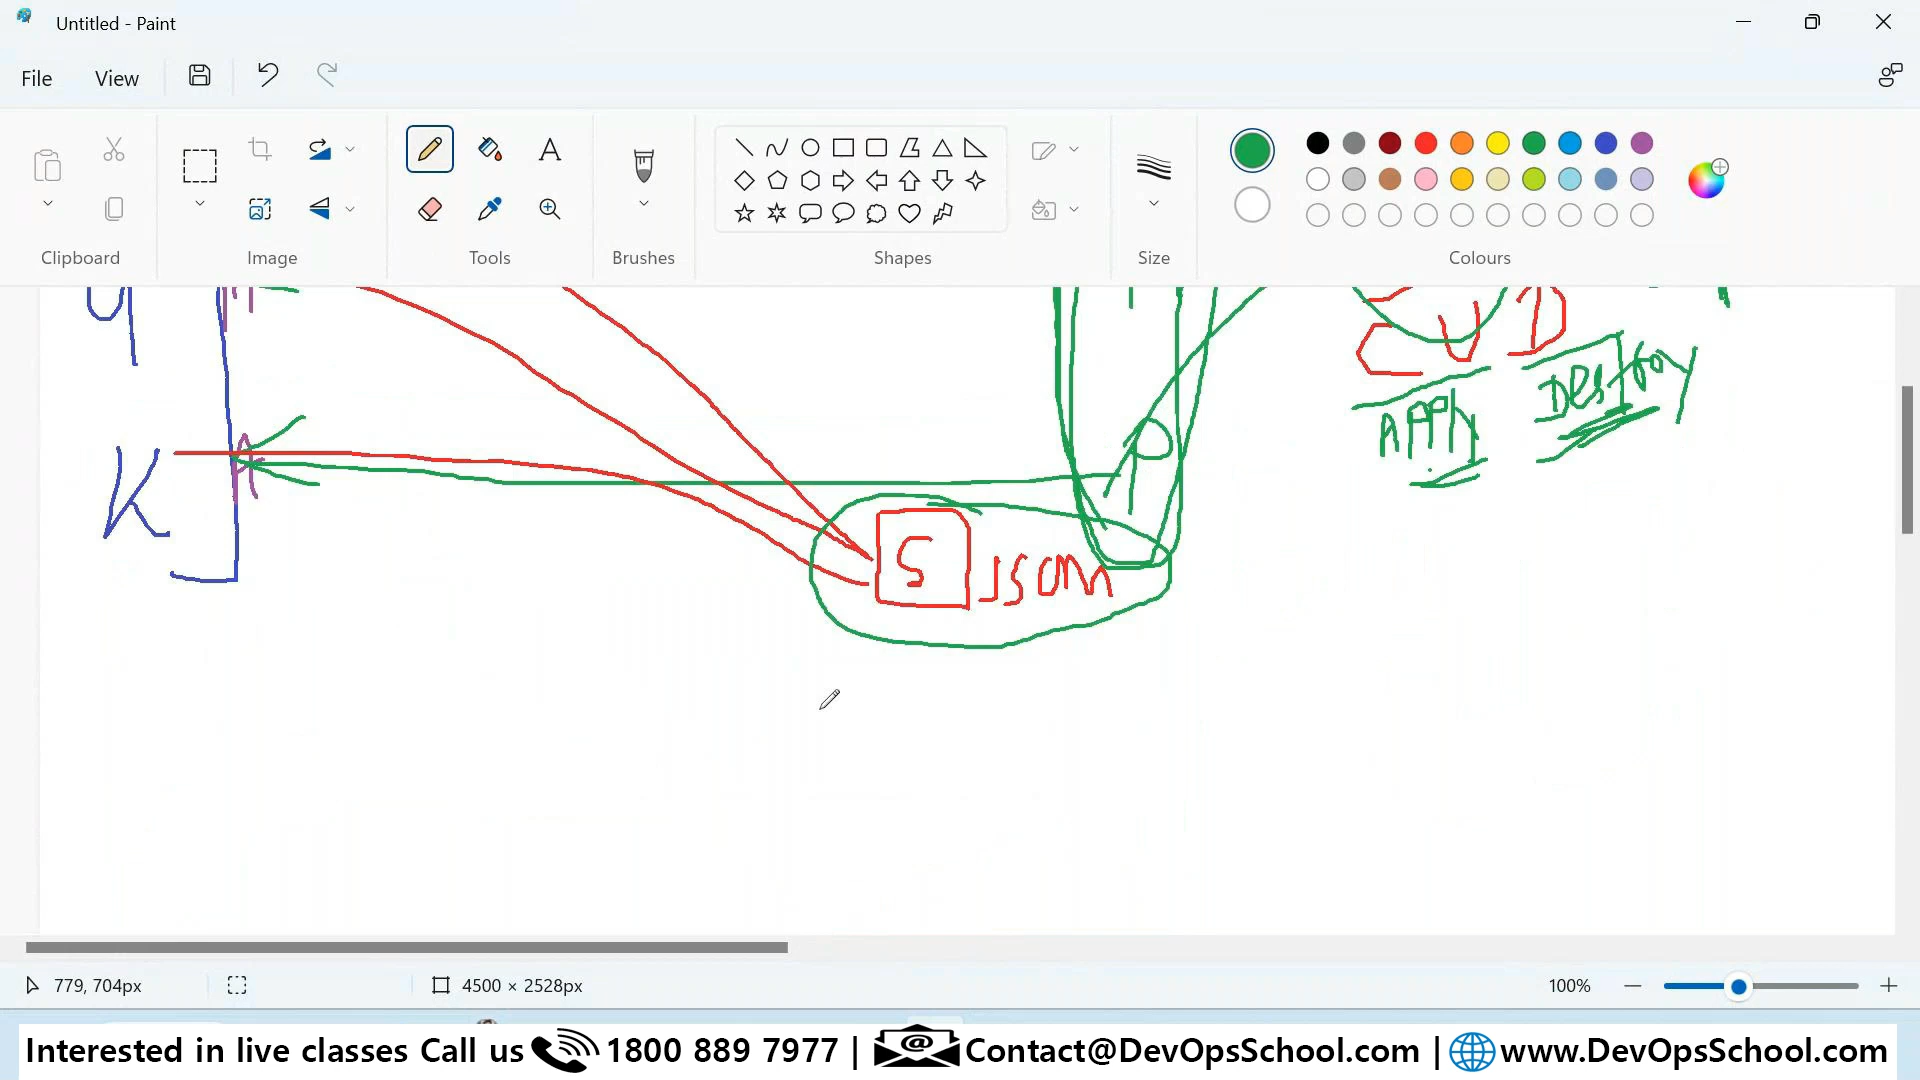 Untitled - Paint
File View
Clipboard Image Tools Brushes Shapes Size Colours
U D
C
Destroy
APPly
K
S JSON
779, 704px 4500 × 2528px 100%
Interested in live classes Call us 1800 889 7977 | Contact@DevOpsSchool.com | www.DevOpsSchool.com